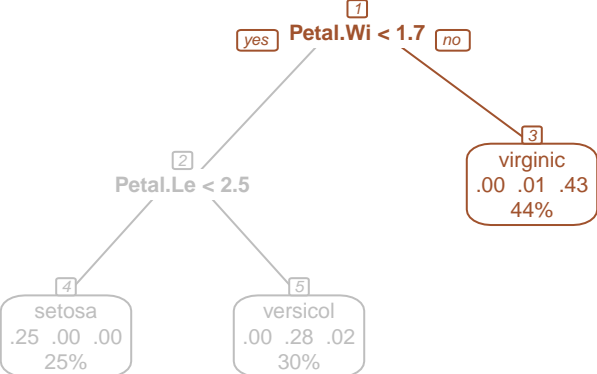 1
yes Petal.Wi < 1.7 no
2
Petal.Le < 2.5
3
virginic
.00 .01 .43
44%
4
setosa
.25 .00 .00
25%
5
versicol
.00 .28 .02
30%